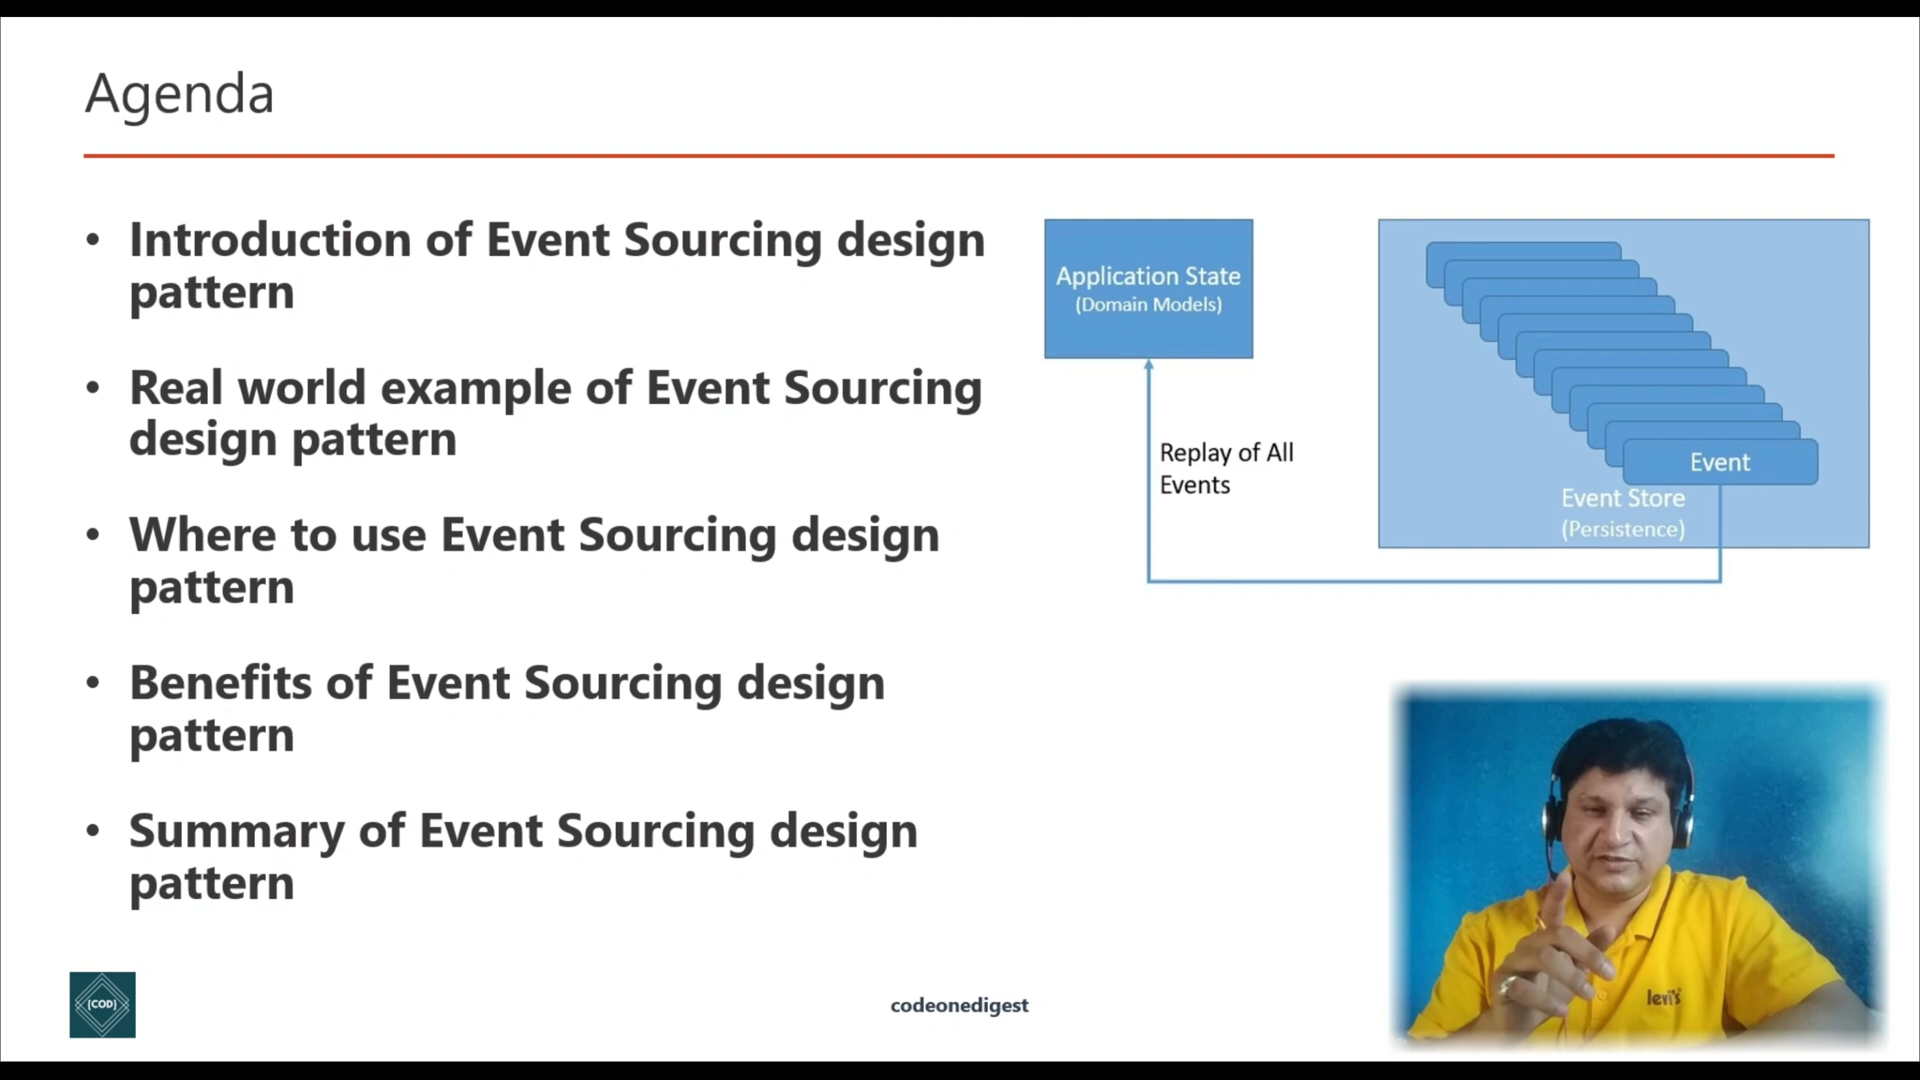 Agenda
• Introduction of Event Sourcing design
pattern
• Real world example of Event Sourcing
design pattern
• Where to use Event Sourcing design
pattern
• Benefits of Event Sourcing design
pattern
• Summary of Event Sourcing design
pattern
Application State
(Domain Models)
Replay of All
Events
Event
Event Store
(Persistence)
{COD}
codeonedigest
levi's